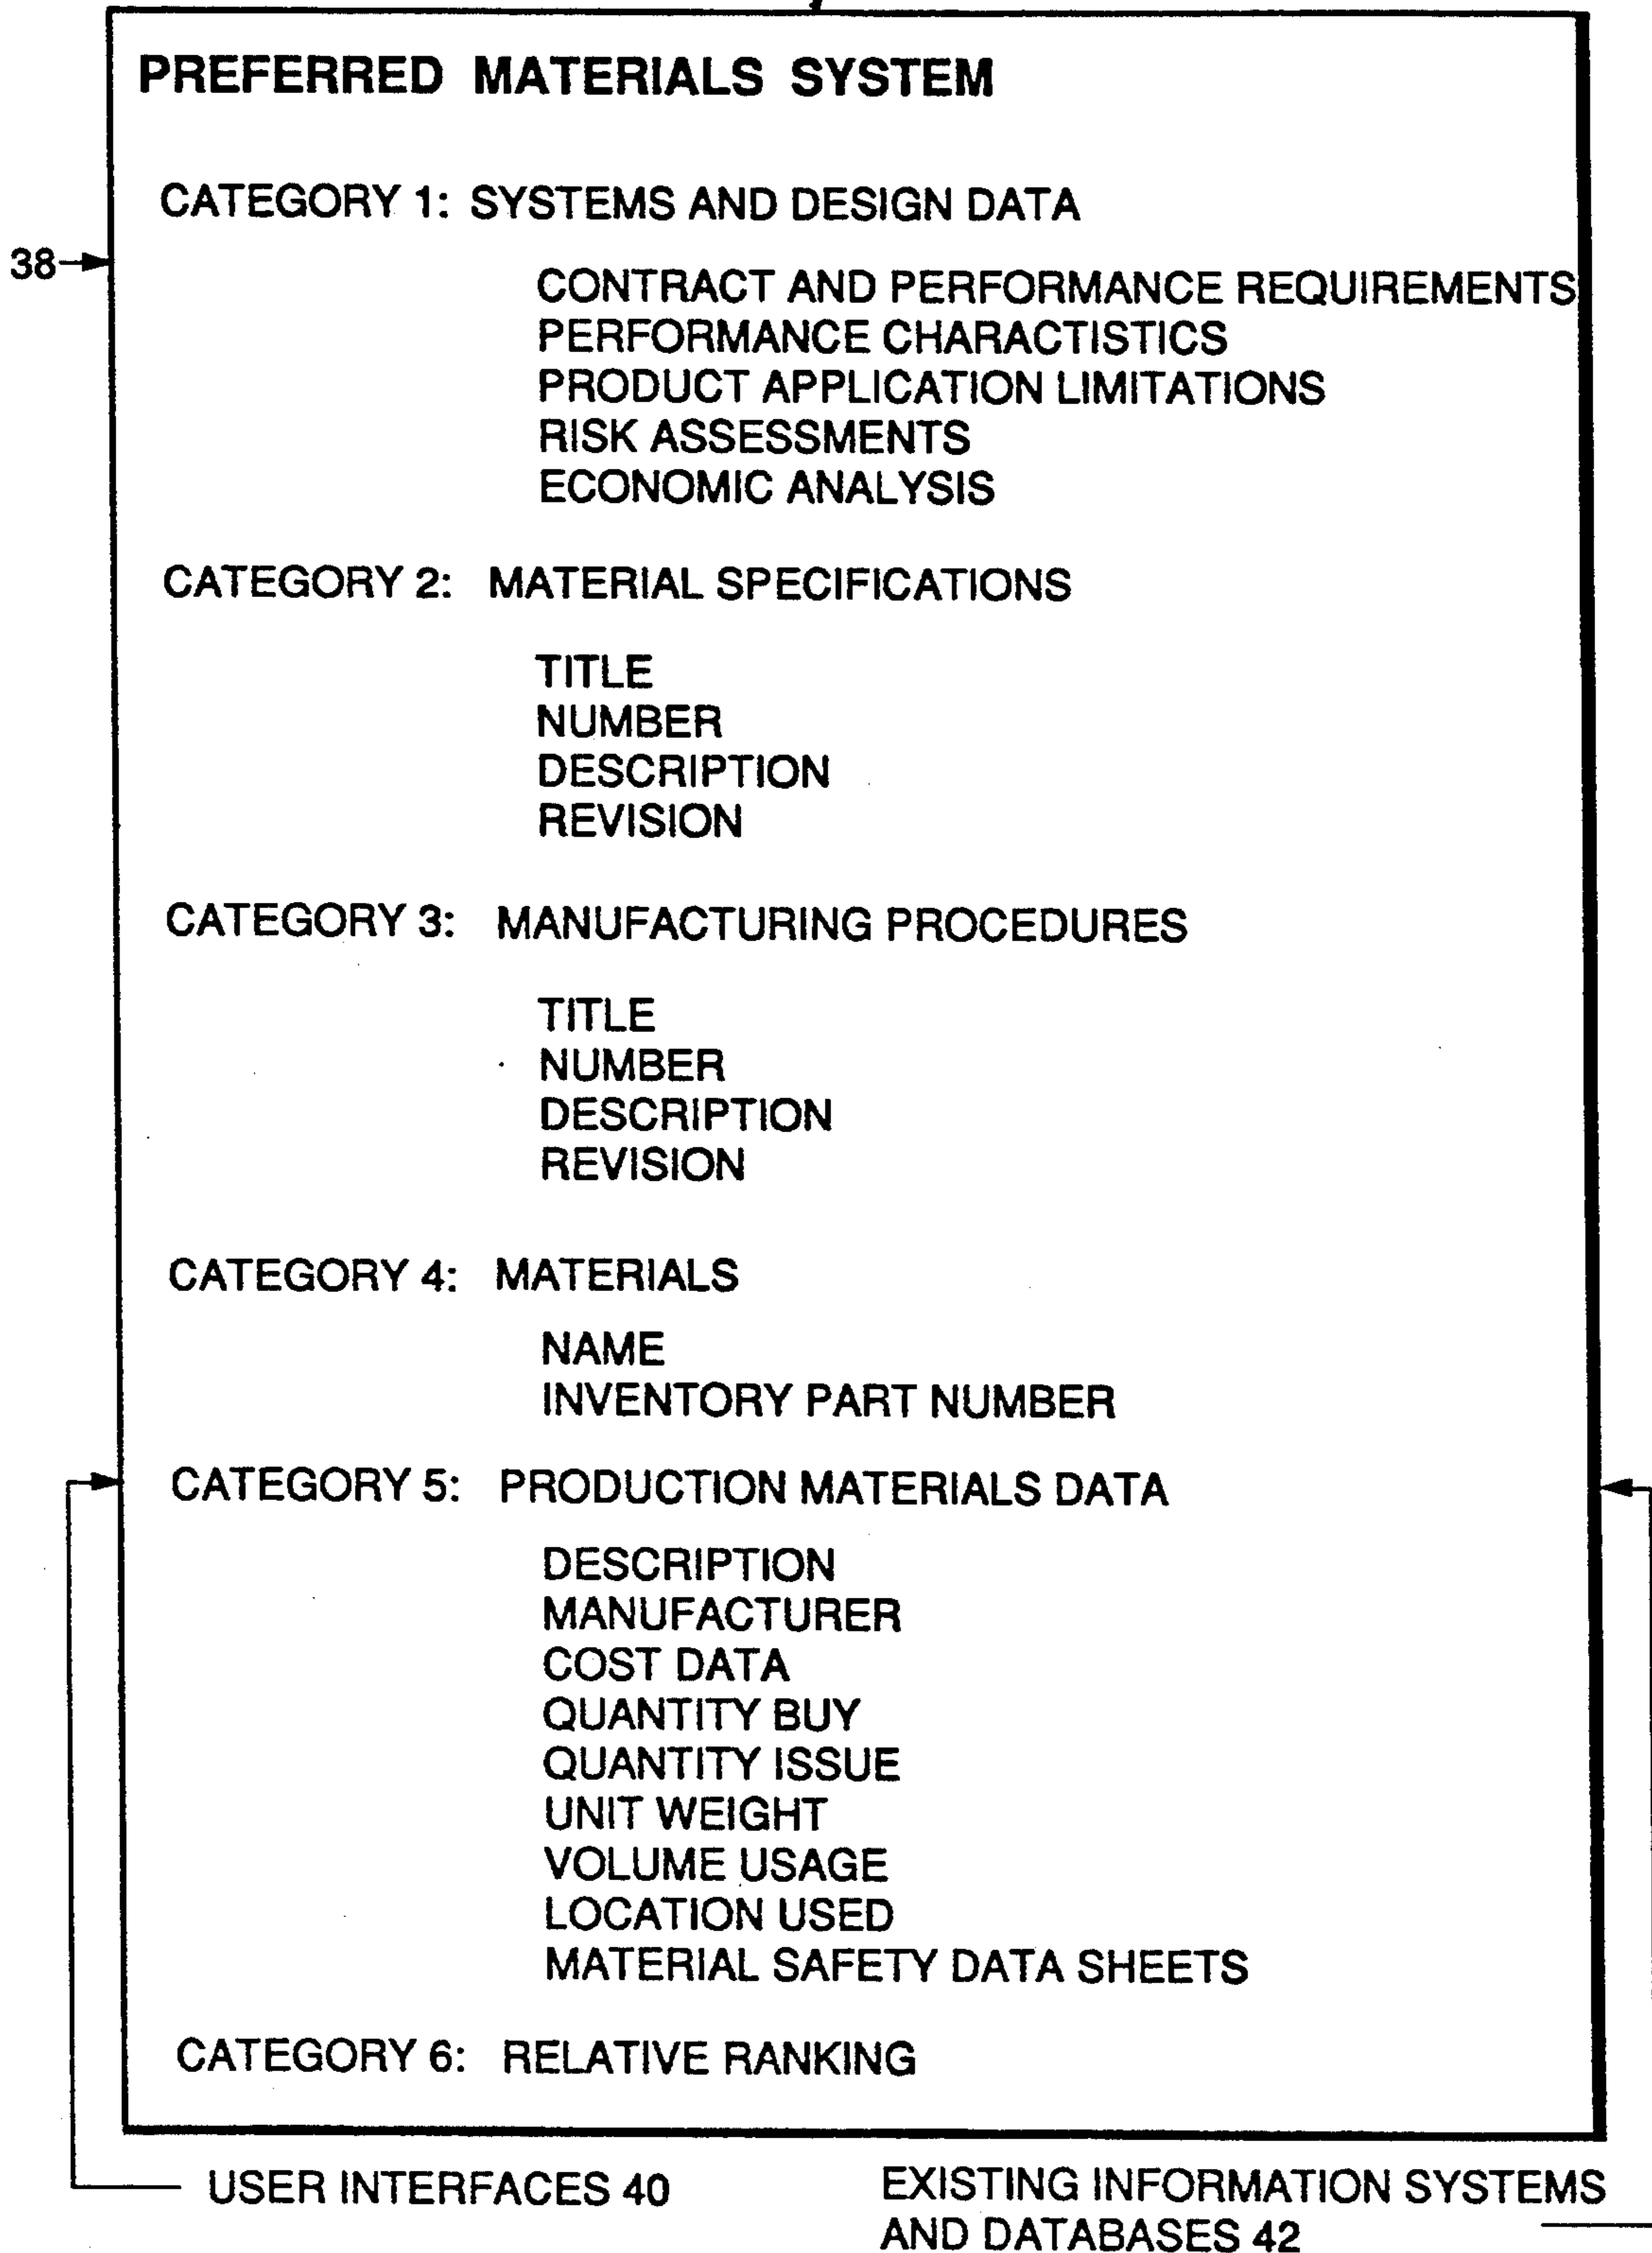 PREFERRED MATERIALS SYSTEM
CATEGORY 1: SYSTEMS AND DESIGN DATA
38
CONTRACT AND PERFORMANCE REQUIREMENTS
PERFORMANCE CHARACTISTICS
PRODUCT APPLICATION LIMITATIONS
RISK ASSESSMENTS
ECONOMIC ANALYSIS
CATEGORY 2: MATERIAL SPECIFICATIONS
TITLE
NUMBER
DESCRIPTION
REVISION
CATEGORY 3: MANUFACTURING PROCEDURES
TITLE
NUMBER
DESCRIPTION
REVISION
CATEGORY 4: MATERIALS
NAME
INVENTORY PART NUMBER
CATEGORY 5: PRODUCTION MATERIALS DATA
DESCRIPTION
MANUFACTURER
COST DATA
QUANTITY BUY
QUANTITY ISSUE
UNIT WEIGHT
VOLUME USAGE
LOCATION USED
MATERIAL SAFETY DATA SHEETS
CATEGORY 6: RELATIVE RANKING
USER INTERFACES 40
EXISTING INFORMATION SYSTEMS
AND DATABASES 42